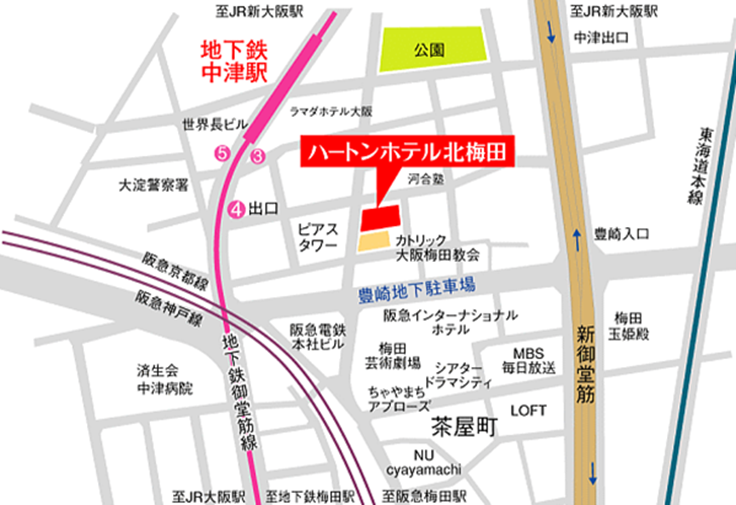 至JR新大阪駅
至JR新大阪駅
中津出口
公園
地下鉄
中津駅
ラマダホテル大阪
世界長ビル
⑤
③
ハートンホテル北梅田
東海道本線
河合塾
大淀警察署
④出口
ピアス
タワー
カトリック
大阪梅田教会
豊崎入口
阪急京都線
阪急神戸線
豊崎地下駐車場
阪急電鉄
本社ビル
阪急インターナショナル
ホテル
梅田
玉姫殿
新御堂筋
地下鉄御堂筋線
梅田
芸術劇場
MBS
毎日放送
シアター
ドラマシティ
済生会
中津病院
ちゃやまち
アプローズ
LOFT
茶屋町
NU
cyayamachi
至JR大阪駅
至地下鉄梅田駅
至阪急梅田駅